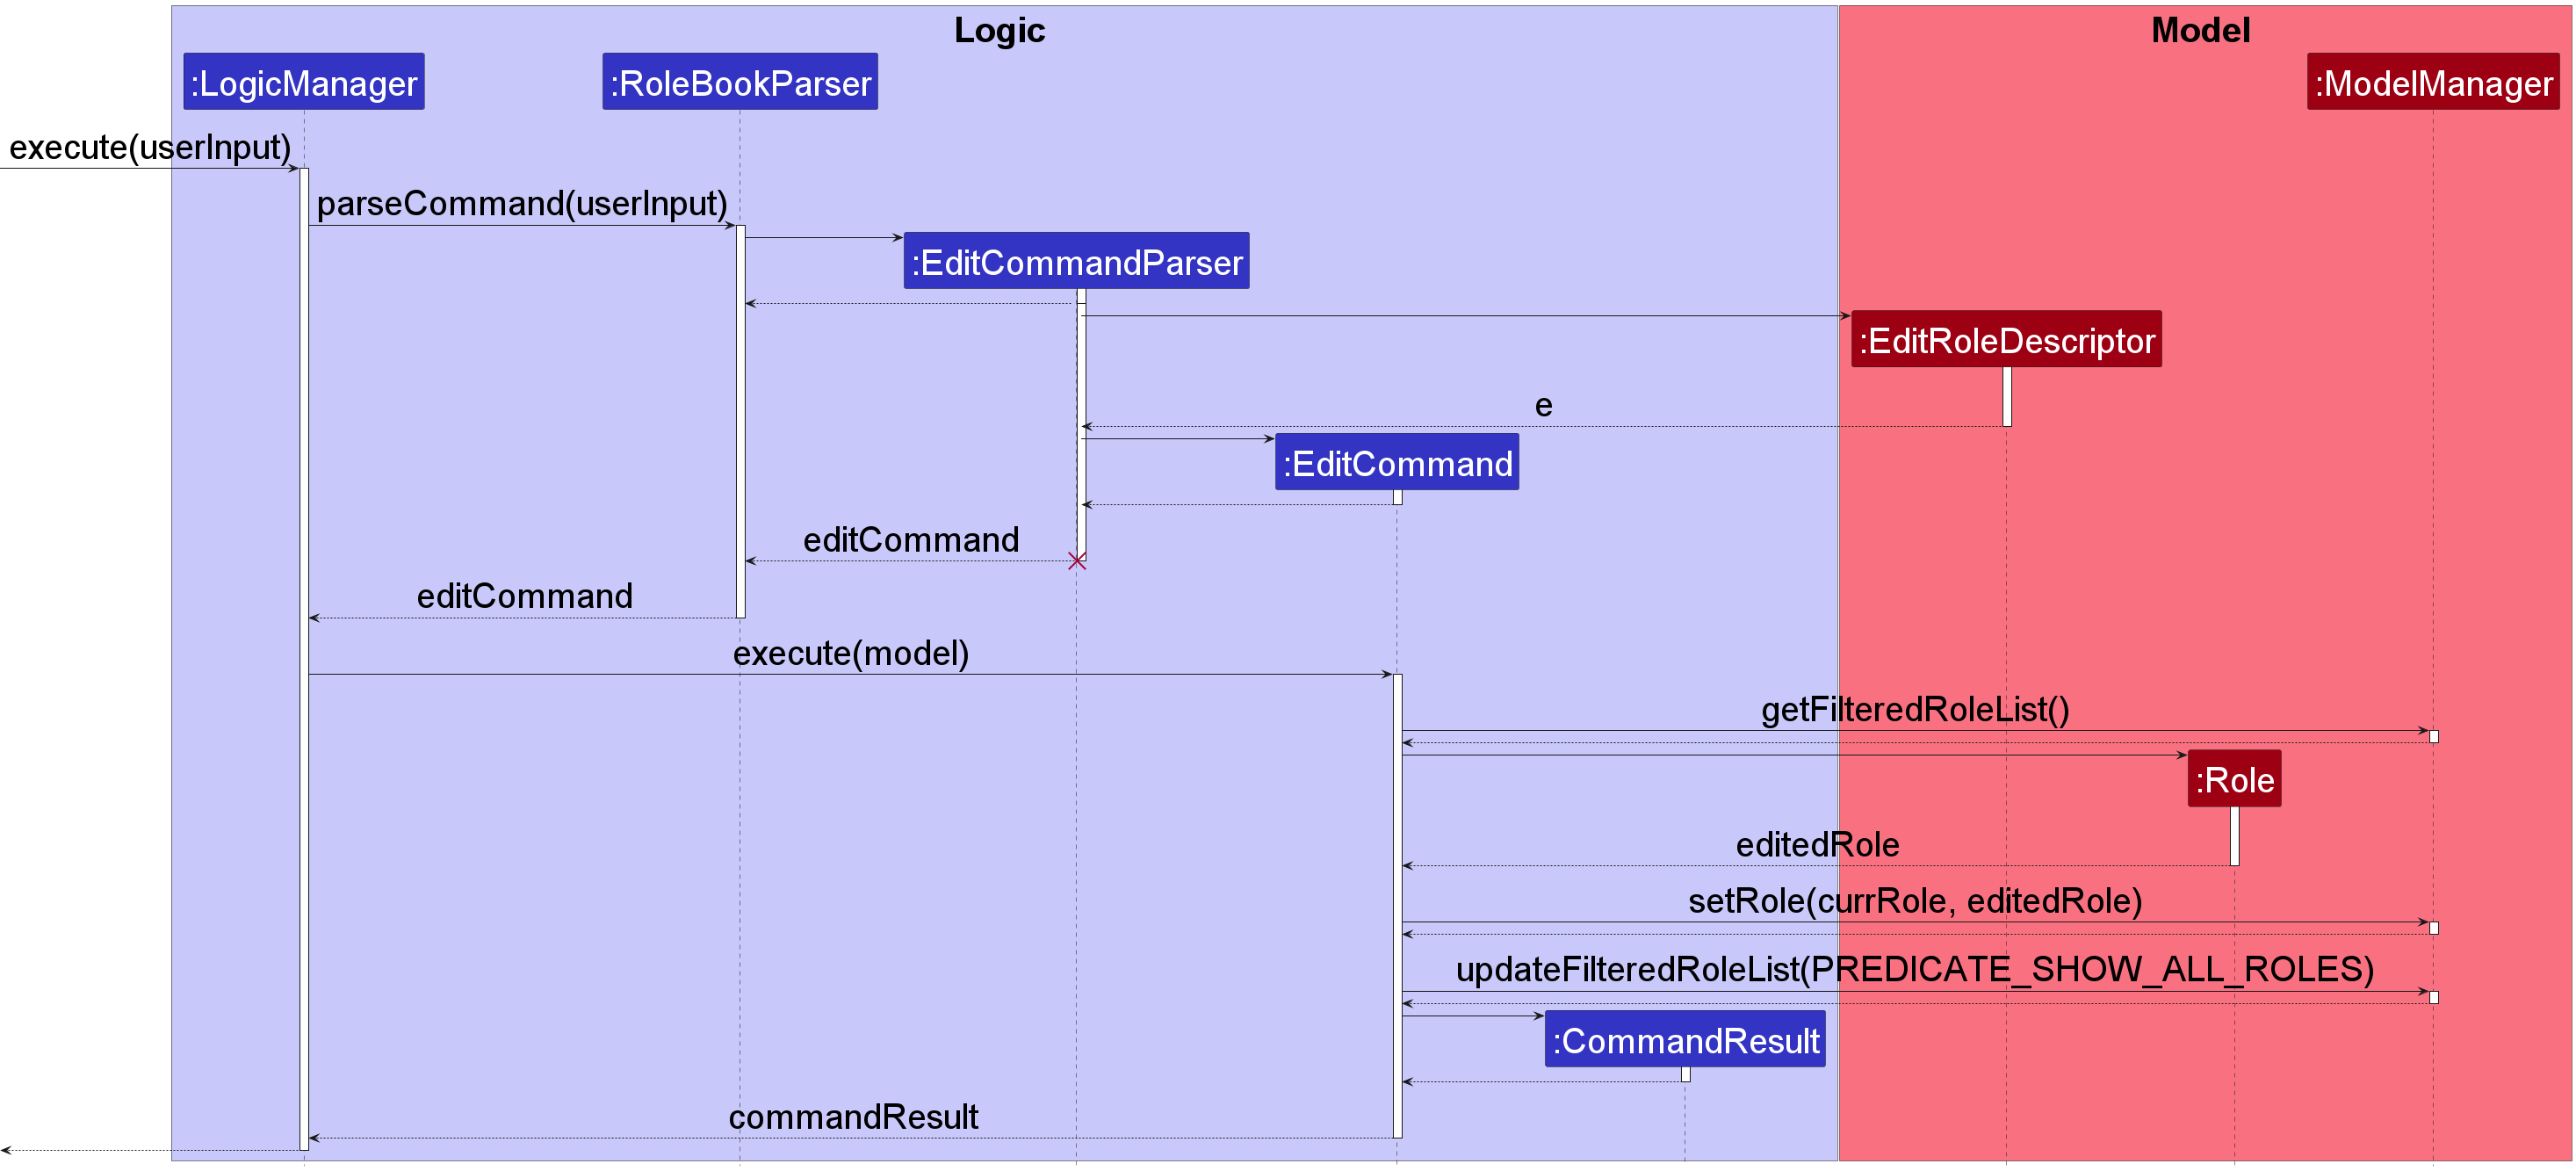 Logic
Model
:LogicManager
:RoleBookParser
:ModelManager
execute(userInput)
parseCommand(userInput)
:EditCommandParser
:EditRoleDescriptor
e
:EditCommand
editCommand
editCommand
execute(model)
getFilteredRoleList()
:Role
editedRole
setRole(currRole, editedRole)
updateFilteredRoleList(PREDICATE_SHOW_ALL_ROLES)
:CommandResult
commandResult